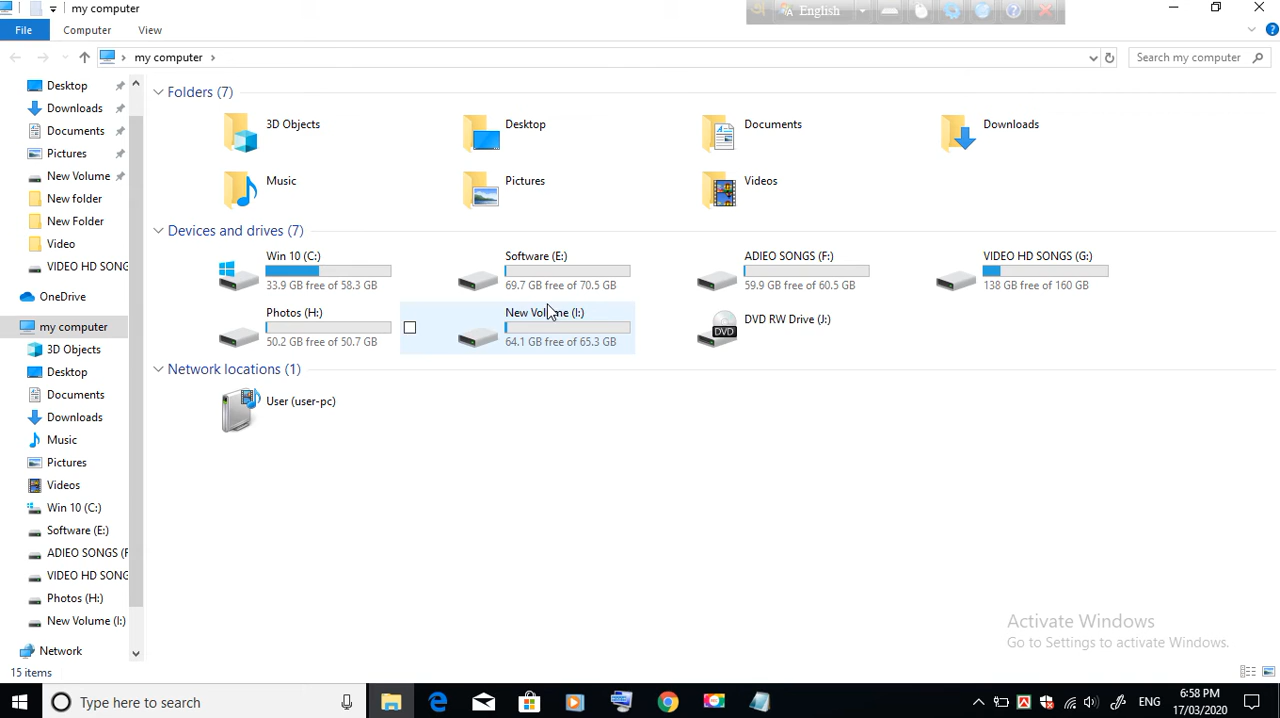 my computer
English
File
Computer
View
my computer
Search my computer
Desktop
Downloads
Documents
Pictures
New Volume
New folder
New Folder
Video
VIDEO HD SONG
OneDrive
my computer
3D Objects
Desktop
Documents
Downloads
Music
Pictures
Videos
Win 10 (C:)
Software (E:)
ADIEO SONGS (F
VIDEO HD SONG
Photos (H:)
New Volume (I:)
Network
Folders (7)
3D Objects
Desktop
Documents
Downloads
Music
Pictures
Videos
Devices and drives (7)
Win 10 (C:)
33.9 GB free of 58.3 GB
Software (E:)
69.7 GB free of 70.5 GB
ADIEO SONGS (F:)
59.9 GB free of 60.5 GB
VIDEO HD SONGS (G:)
138 GB free of 160 GB
Photos (H:)
50.2 GB free of 50.7 GB
New Volume (I:)
64.1 GB free of 65.3 GB
DVD RW Drive (J:)
DVD
Network locations (1)
User (user-pc)
Activate Windows
Go to Settings to activate Windows.
15 items
Type here to search
ENG
6:58 PM
17/03/2020